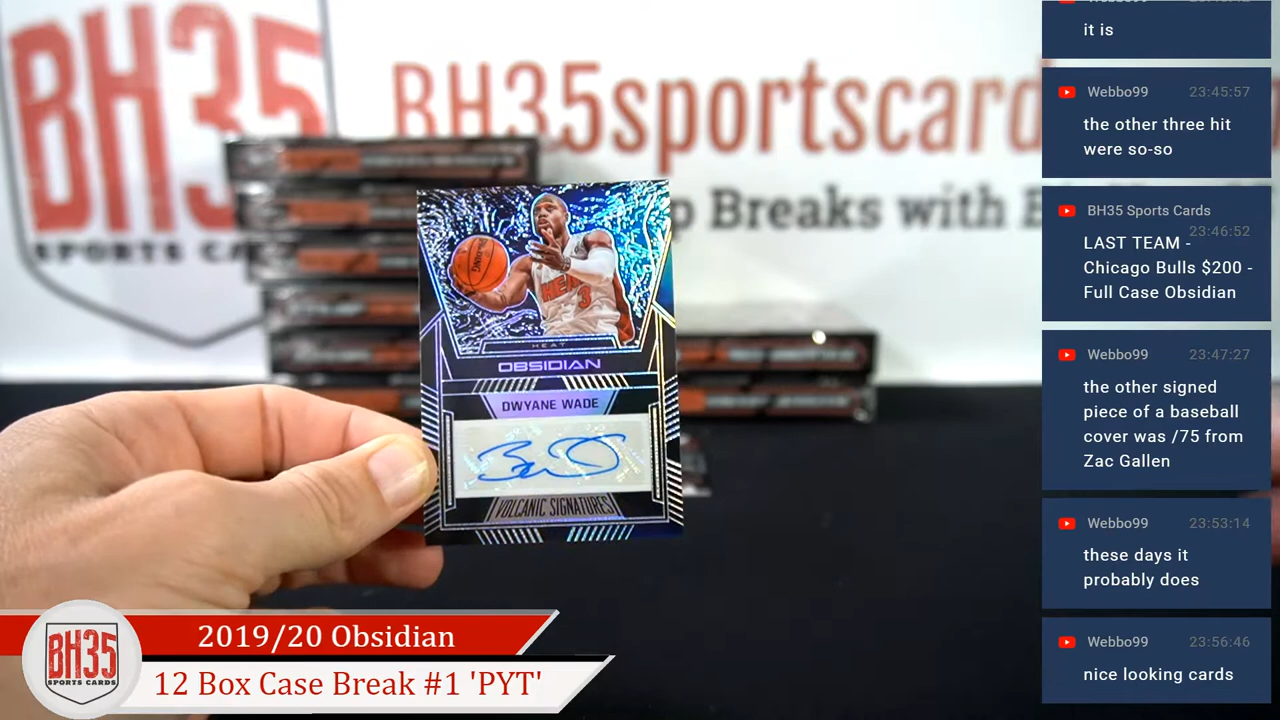 BH35
SPORTS CA
BH35sportscard
p Breaks with
HEAT
3
HEAT
OBSIDIAN
DWYANE WADE
VOLCANIC SIGNATURES
2019/20 Obsidian
12 Box Case Break #1 'PYT'
BH35
SPORTS CARDS
it is
Webbo99 23:45:57
the other three hit
were so-so
BH35 Sports Cards
23:46:52
LAST TEAM -
Chicago Bulls $200 -
Full Case Obsidian
Webbo99 23:47:27
the other signed
piece of a baseball
cover was /75 from
Zac Gallen
Webbo99 23:53:14
these days it
probably does
Webbo99 23:56:46
nice looking cards